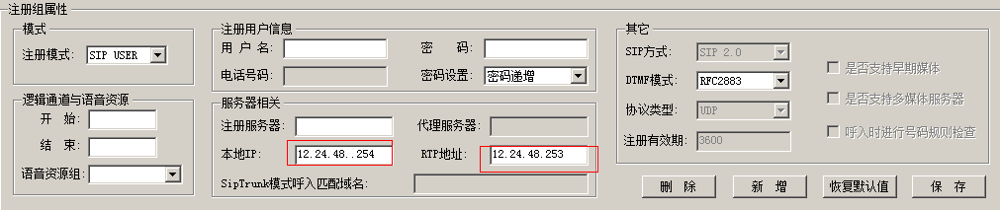 注册组属性
模式
注册模式: SIP USER
逻辑通道与语音资源
开 始:
结 束:
语音资源组:
注册用户信息
用 户 名: 密 码:
电话号码: 密码设置: 密码递增
服务器相关
注册服务器: 代理服务器:
本地IP: 12.24.48..254 RTP地址: 12.24.48.253
SipTrunk模式呼入匹配域名:
其它
SIP方式: SIP 2.0
DTMF模式: RFC2883
协议类型: UDP
注册有效期: 3600
是否支持早期媒体
是否支持多媒体服务器
呼入时进行号码规则检查
删 除 新 增 恢复默认值 保 存